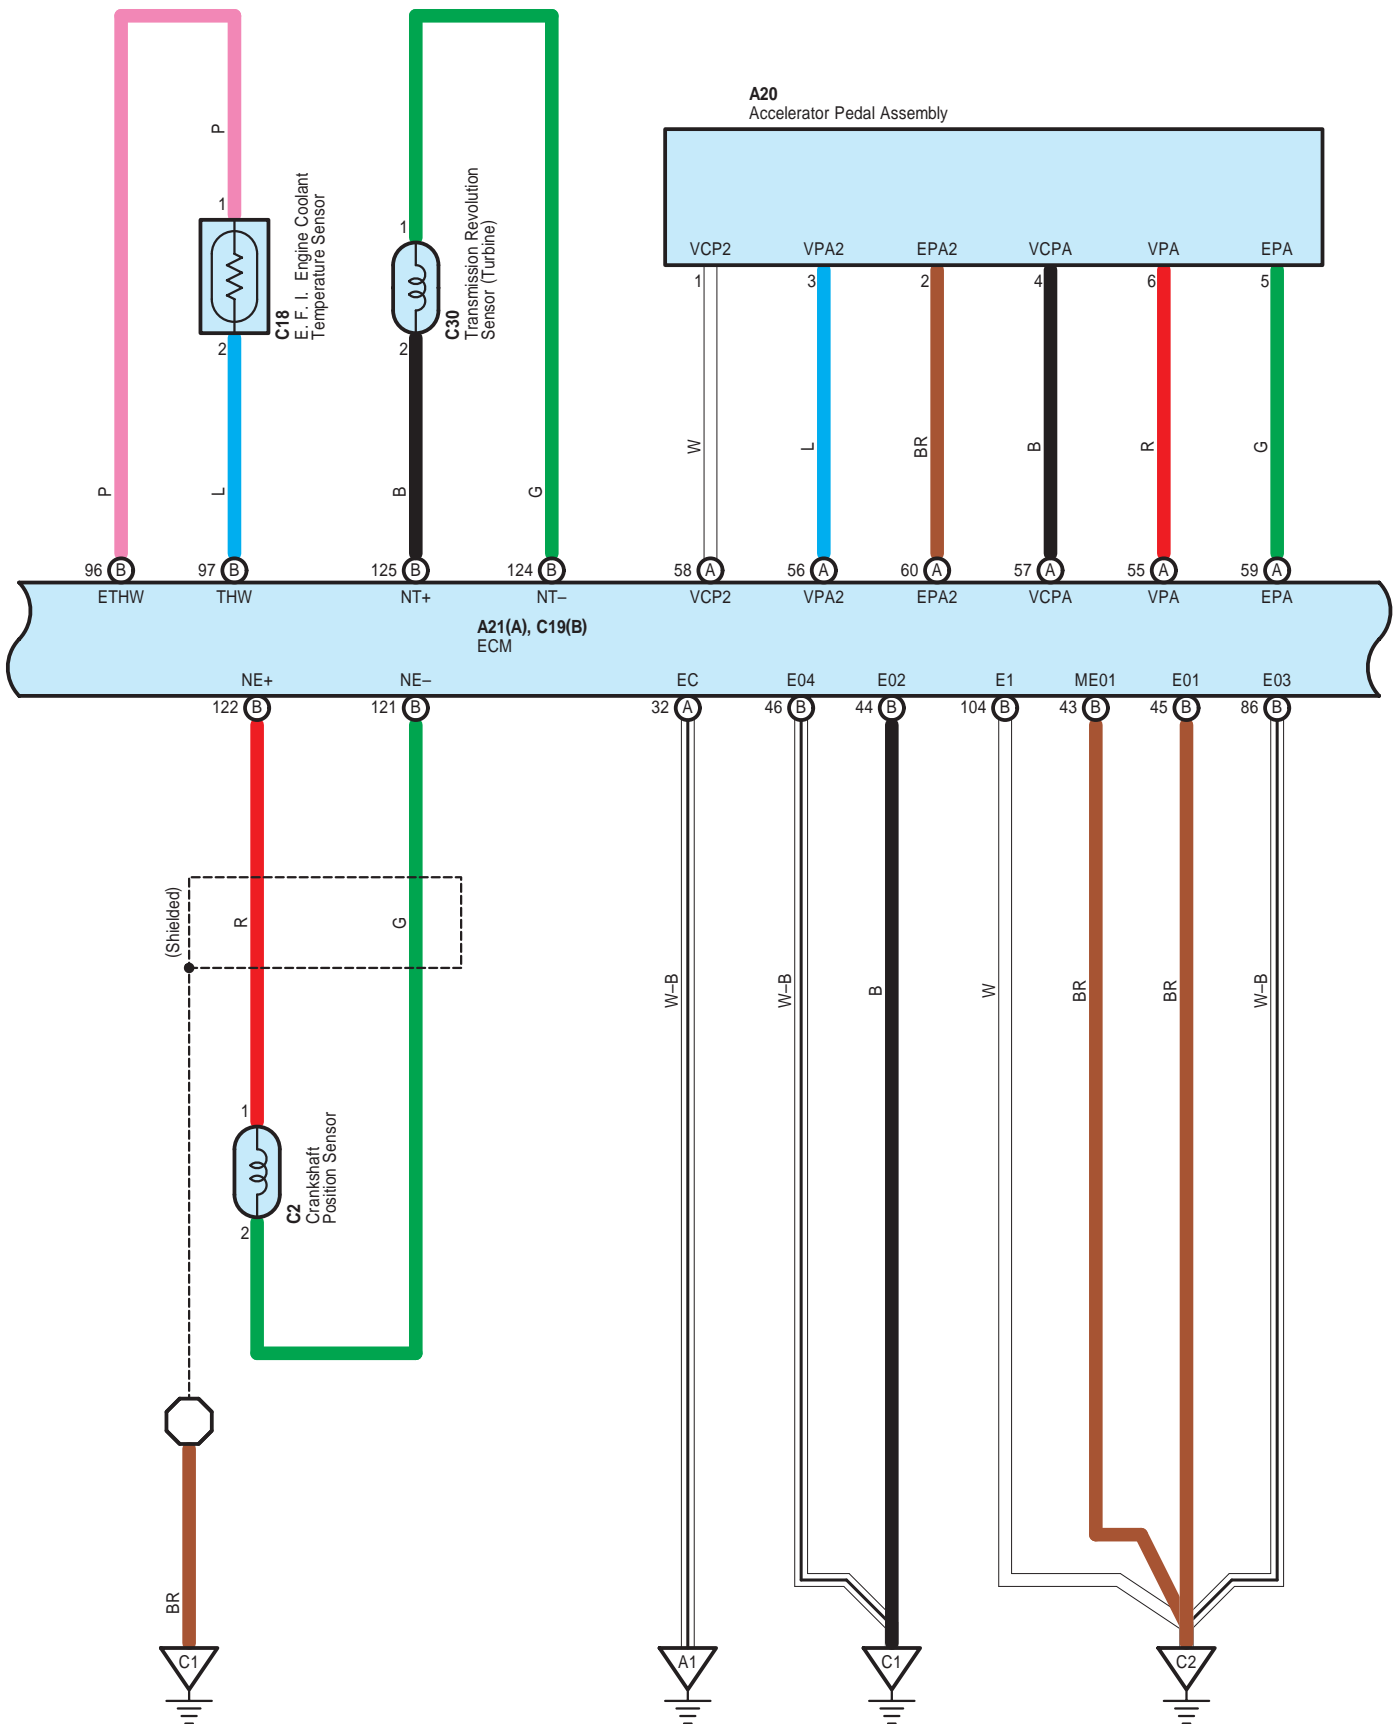 A20
Accelerator Pedal Assembly
P
1
C18
E. F. I. Engine Coolant
Temperature Sensor
2
1
C30
Transmission Revolution
Sensor (Turbine)
2
VCP2 VPA2 EPA2 VCPA VPA EPA
1 3 2 4 6 5
P L B G W L BR B R G
96 B 97 B 125 B 124 B 58 A 56 A 60 A 57 A 55 A 59 A
ETHW THW NT+ NT– VCP2 VPA2 EPA2 VCPA VPA EPA
A21(A), C19(B)
ECM
NE+ NE– EC E04 E02 E1 ME01 E01 E03
122 B 121 B 32 A 46 B 44 B 104 B 43 B 45 B 86 B
(Shielded)
R G
W–B W–B B W BR BR W–B
1
C2
Crankshaft
Position Sensor
2
BR
C1 A1 C1 C2